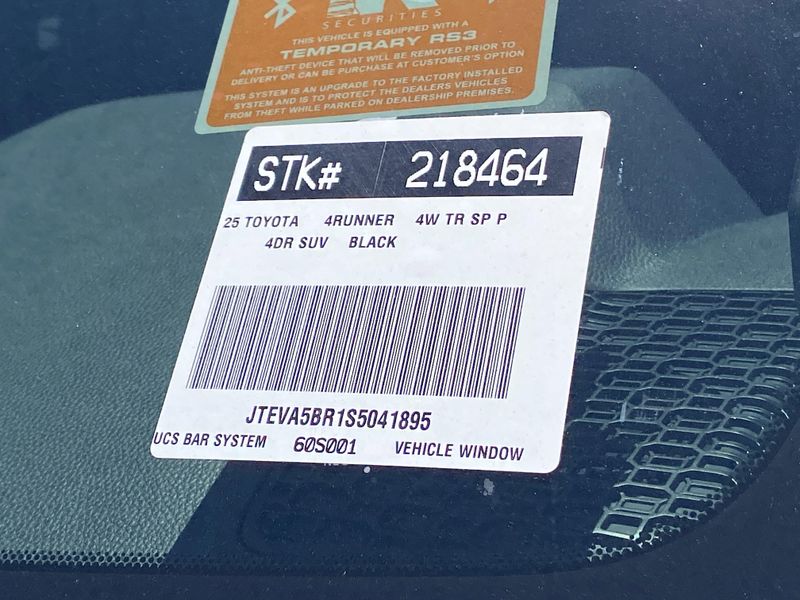 SECURITIES
THIS VEHICLE IS EQUIPPED WITH A
TEMPORARY RS3
ANTI-THEFT DEVICE THAT WILL BE REMOVED PRIOR TO
DELIVERY OR CAN BE PURCHASE AT CUSTOMER'S OPTION
THIS SYSTEM IS AN UPGRADE TO THE FACTORY INSTALLED
SYSTEM AND IS TO PROTECT THE DEALERS VEHICLES
FROM THEFT WHILE PARKED ON DEALERSHIP PREMISES.
STK# 218464
25 TOYOTA 4RUNNER 4W TR SP P
4DR SUV BLACK
JTEVA5BR1S5041895
UCS BAR SYSTEM 60S001 VEHICLE WINDOW